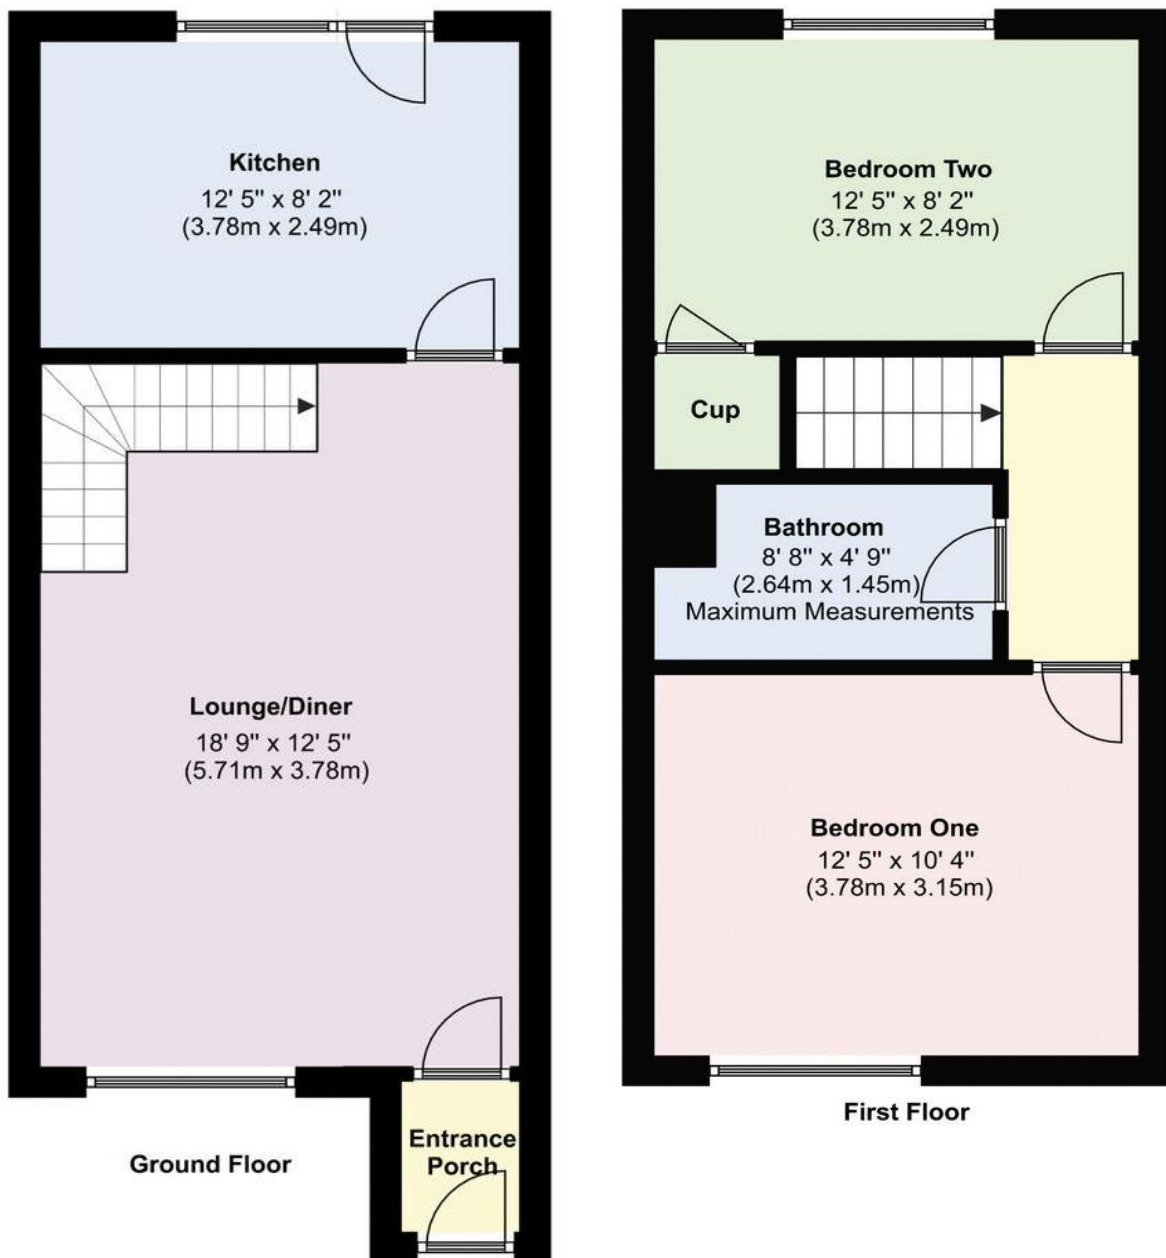 Kitchen
12' 5" x 8' 2"
(3.78m x 2.49m)
Lounge/Diner
18' 9" x 12' 5"
(5.71m x 3.78m)
Entrance
Porch
Ground Floor
Bedroom Two
12' 5" x 8' 2"
(3.78m x 2.49m)
Cup
Bathroom
8' 8" x 4' 9"
(2.64m x 1.45m)
Maximum Measurements
Bedroom One
12' 5" x 10' 4"
(3.78m x 3.15m)
First Floor